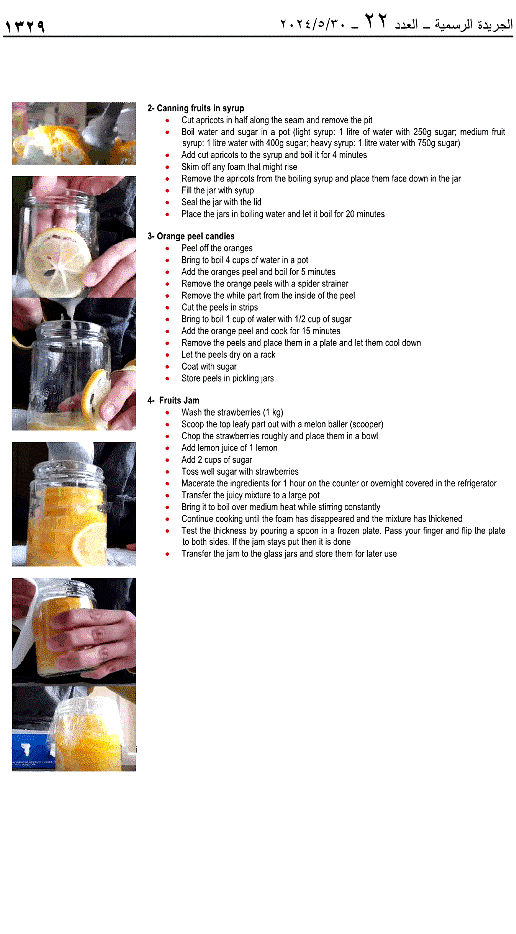 الجريدة الرسمية ــ العدد ٢٢ ــ ٢٠٢٤/٥/٣٠ ١٣٢٩
2- Canning fruits in syrup
• Cut apricots in half along the seam and remove the pit
• Boil water and sugar in a pot (light syrup: 1 litre of water with 250g sugar; medium fruit
syrup: 1 litre water with 400g sugar; heavy syrup: 1 litre water with 750g sugar)
• Add cut apricots to the syrup and boil it for 4 minutes
• Skim off any foam that might rise
• Remove the apricots from the boiling syrup and place them face down in the jar
• Fill the jar with syrup
• Seal the jar with the lid
• Place the jars in boiling water and let it boil for 20 minutes
3- Orange peel candies
• Peel off the oranges
• Bring to boil 4 cups of water in a pot
• Add the oranges peel and boil for 5 minutes
• Remove the orange peels with a spider strainer
• Remove the white part from the inside of the peel
• Cut the peels in strips
• Bring to boil 1 cup of water with 1/2 cup of sugar
• Add the orange peel and cook for 15 minutes
• Remove the peels and place them in a plate and let them cool down
• Let the peels dry on a rack
• Coat with sugar
• Store peels in pickling jars
4- Fruits Jam
• Wash the strawberries (1 kg)
• Scoop the top leafy part out with a melon baller (scooper)
• Chop the strawberries roughly and place them in a bowl
• Add lemon juice of 1 lemon
• Add 2 cups of sugar
• Toss well sugar with strawberries
• Macerate the ingredients for 1 hour on the counter or overnight covered in the refrigerator
• Transfer the juicy mixture to a large pot
• Bring it to boil over medium heat while stirring constantly
• Continue cooking until the foam has disappeared and the mixture has thickened
• Test the thickness by pouring a spoon in a frozen plate. Pass your finger and flip the plate
to both sides. If the jam stays put then it is done
• Transfer the jam to the glass jars and store them for later use